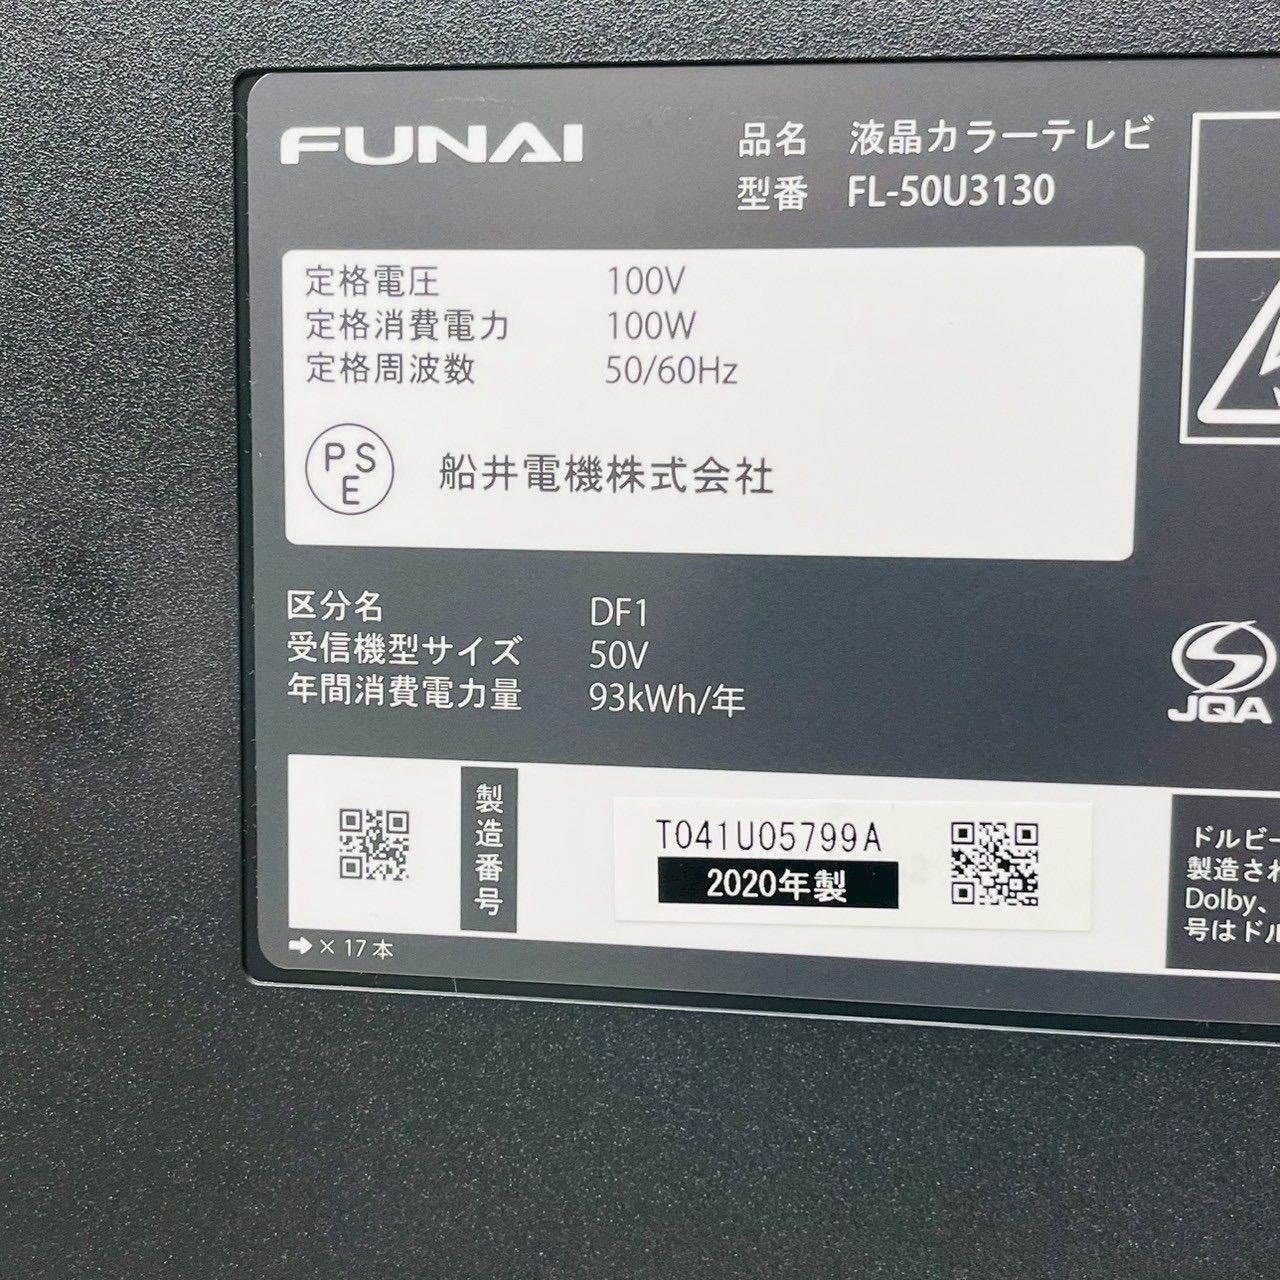 FUNAI
品名 液晶カラーテレビ
型番 FL-50U3130
定格電圧 100V
定格消費電力 100W
定格周波数 50/60Hz
PSE 船井電機株式会社
区分名 DF1
受信機型サイズ 50V
年間消費電力量 93kWh/年
JQA
製造番号
T041U05799A
2020年製
➡× 17 本
ドルビー
製造さ
Dolby、
号はドル